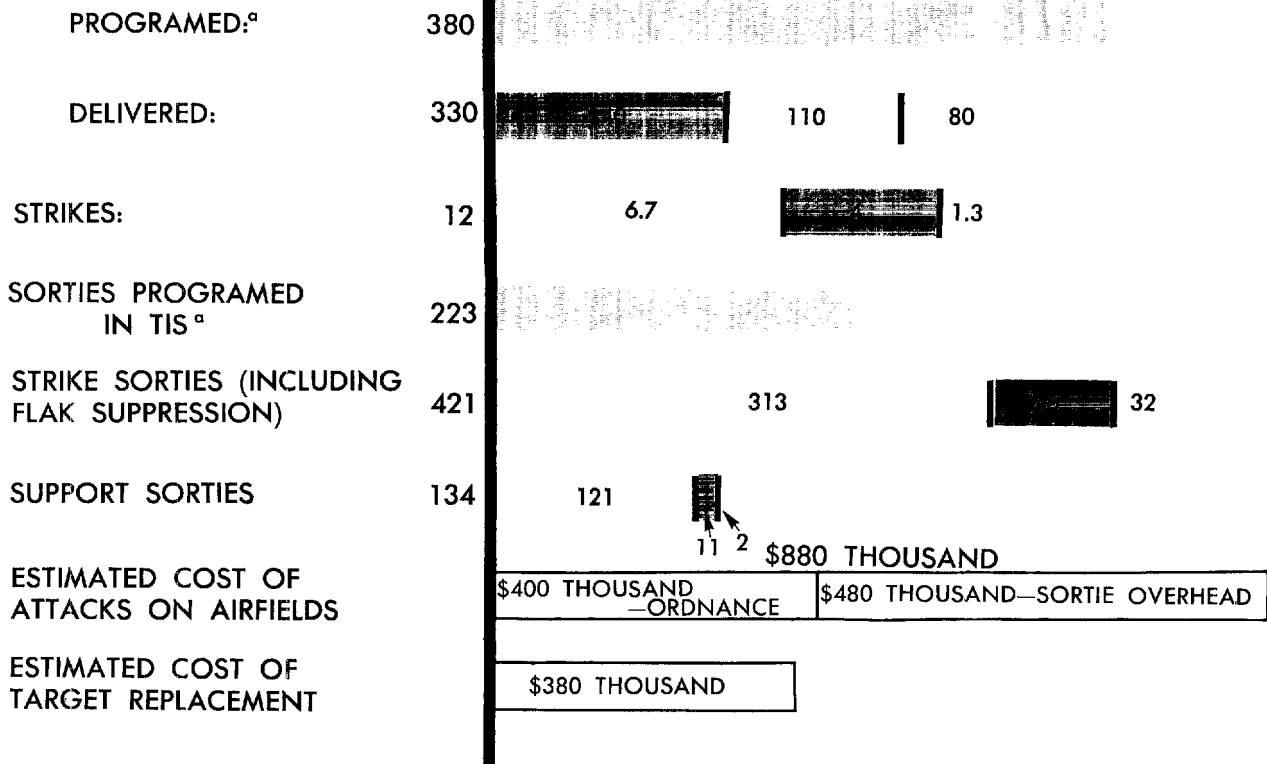 PROGRAMED:ª 380
DELIVERED: 330 110 80
STRIKES: 12 6.7 1.3
SORTIES PROGRAMED
IN TIS ª 223
STRIKE SORTIES (INCLUDING
FLAK SUPPRESSION) 421 313 32
SUPPORT SORTIES 134 121
11 2
$880 THOUSAND
ESTIMATED COST OF
ATTACKS ON AIRFIELDS
$400 THOUSAND
—ORDNANCE
$480 THOUSAND—SORTIE OVERHEAD
ESTIMATED COST OF
TARGET REPLACEMENT
$380 THOUSAND